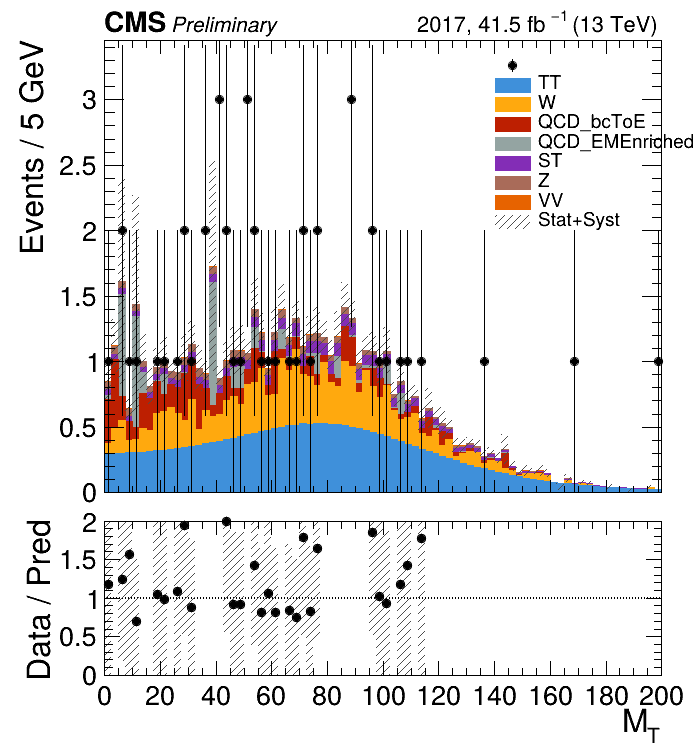 CMS Preliminary 2017, 41.5 fb⁻¹ (13 TeV)
Events / 5 GeV
3
2.5
2
1.5
1
0.5
0
TT
W
QCD_bcToE
QCD_EMEnriched
ST
Z
VV
Stat+Syst
Data / Pred
2
1.5
1
0.5
0
0 20 40 60 80 100 120 140 160 180 200
M_T